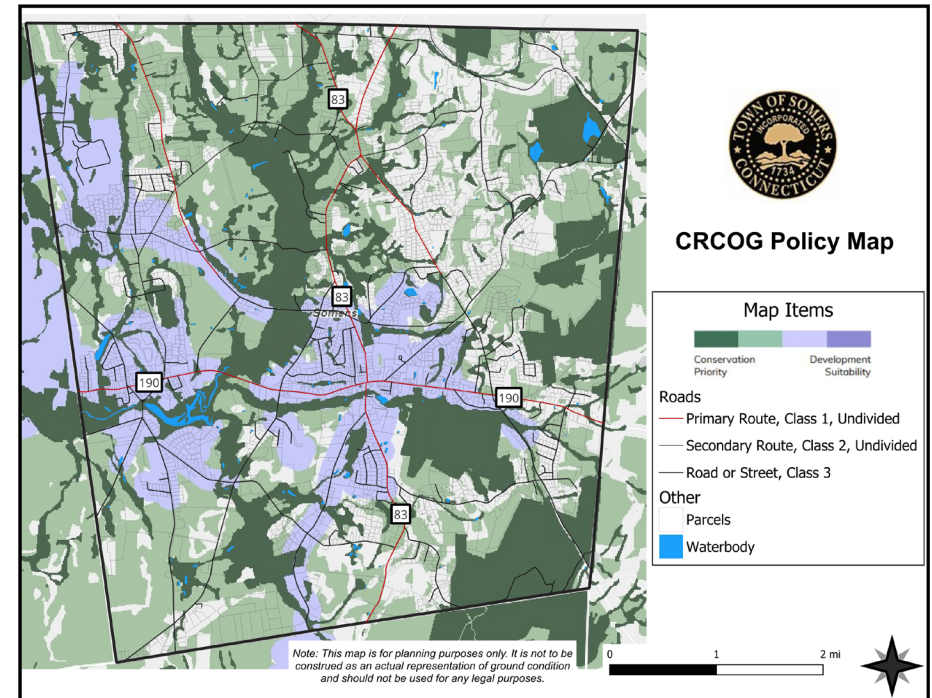 83
83
Somers
190
190
83
TOWN OF SOMERS
INCORPORATED
1734
CONNECTICUT
CRCOG Policy Map
Map Items
Conservation
Priority
Development
Suitability
Roads
Primary Route, Class 1, Undivided
Secondary Route, Class 2, Undivided
Road or Street, Class 3
Other
Parcels
Waterbody
Note: This map is for planning purposes only. It is not to be
construed as an actual representation of ground condition
and should not be used for any legal purposes.
0 1 2 mi